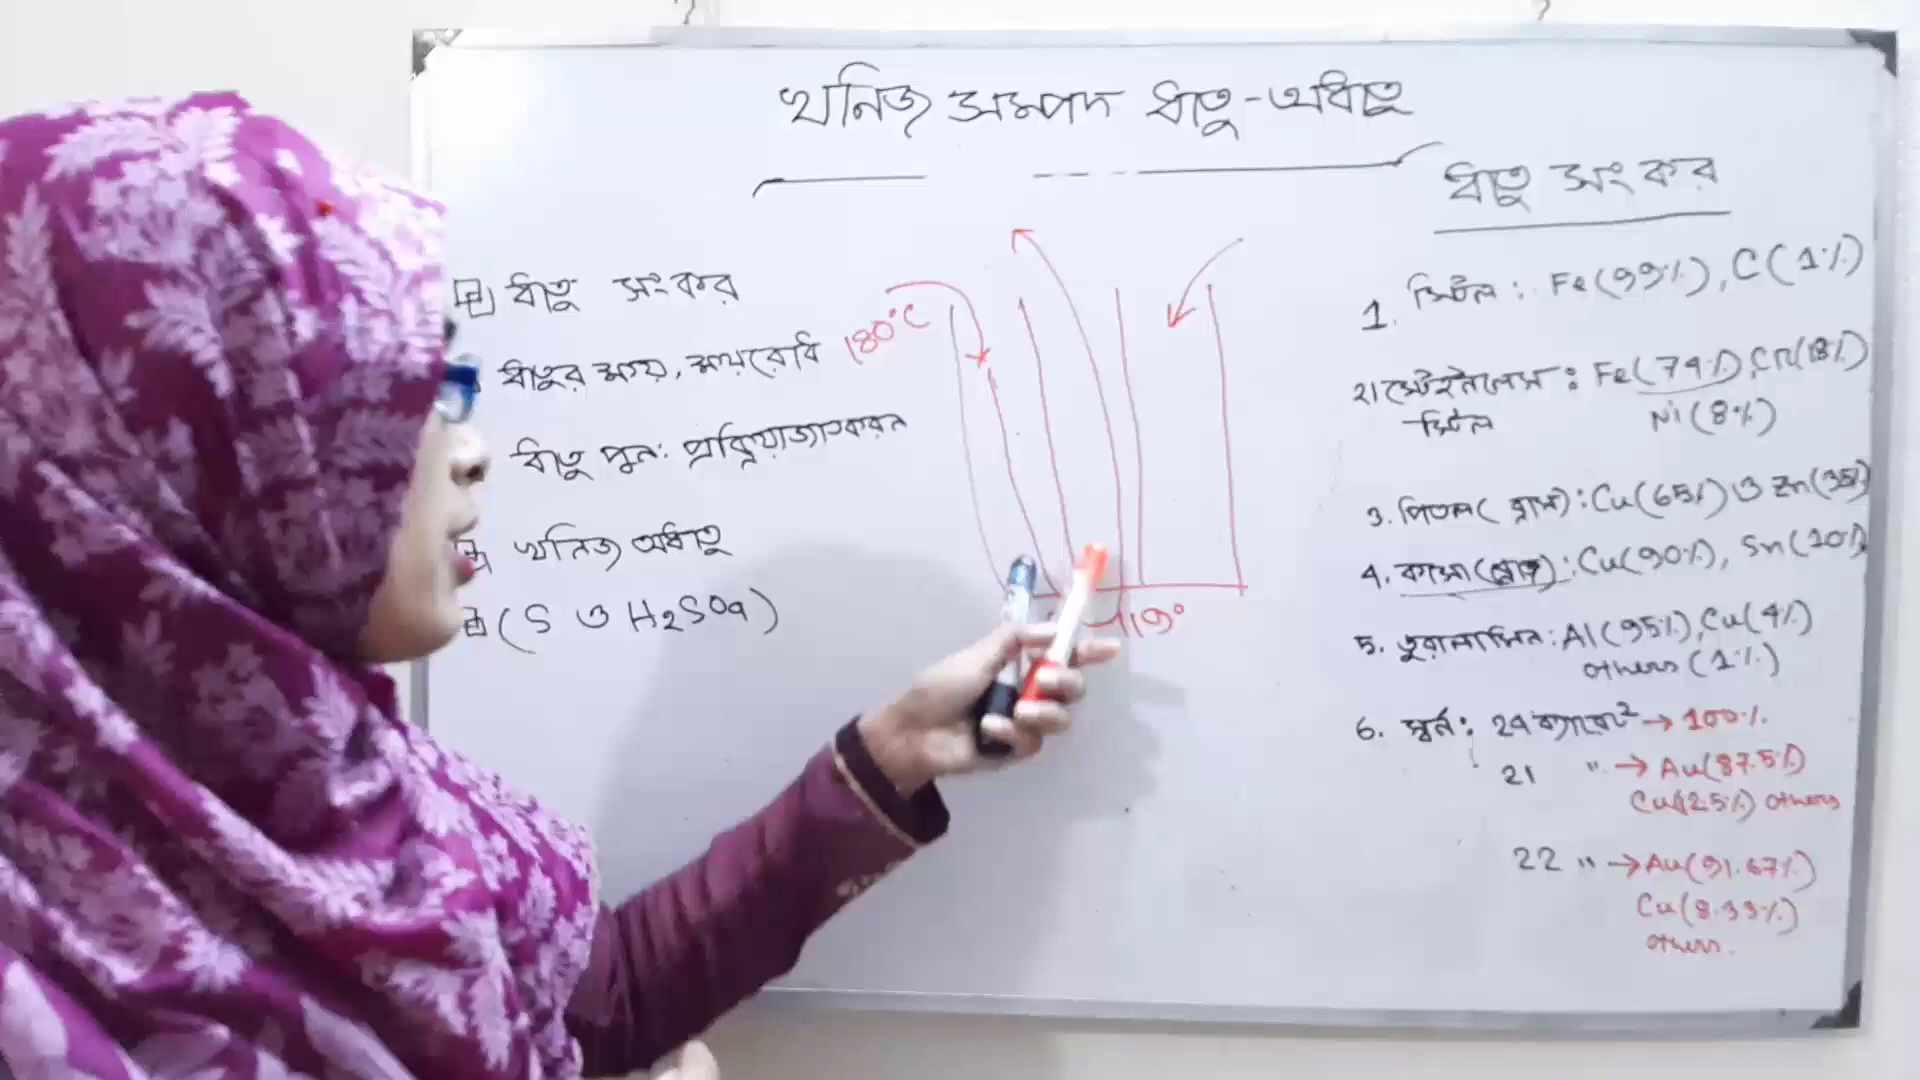 খনিজ সম্পদ ধাতু-অধাতু
ধাতু সংকর
ধাতুর ক্ষয়, ক্ষয়রোধ
ধাতু পুন: প্রক্রিয়াজাতকরন
খনিজ অধাতু
(S ও H2SO4)
180°C
119°
ধাতু সংকর
1. স্টিল: Fe(99%), C(1%)
২। স্টেইনলেস: Fe(74%), Cr(18%)
-স্টিল Ni(8%)
3. পিতল(ব্রাস): Cu(65%) ও Zn(35%)
4. কাসা(ব্রোঞ্জ): Cu(90%), Sn(10%)
5. ডুরালামিন: Al(95%), Cu(4%)
others(1%)
6. স্বর্ন: 24 ক্যারেট → 100%
21 " → Au(87.5%)
Cu(12.5%) others
22 " → Au(91.67%)
Cu(8.33%)
others.